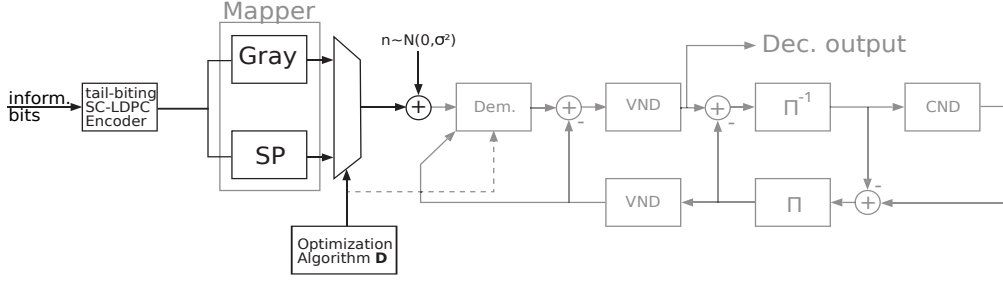 Mapper
Gray
n~N(0,σ²)
Dec. output
inform.
bits
tail-biting
SC-LDPC
Encoder
+
Dem.
+
-
VND
+
-
Π⁻¹
CND
SP
VND
Π
-
+
Optimization
Algorithm D